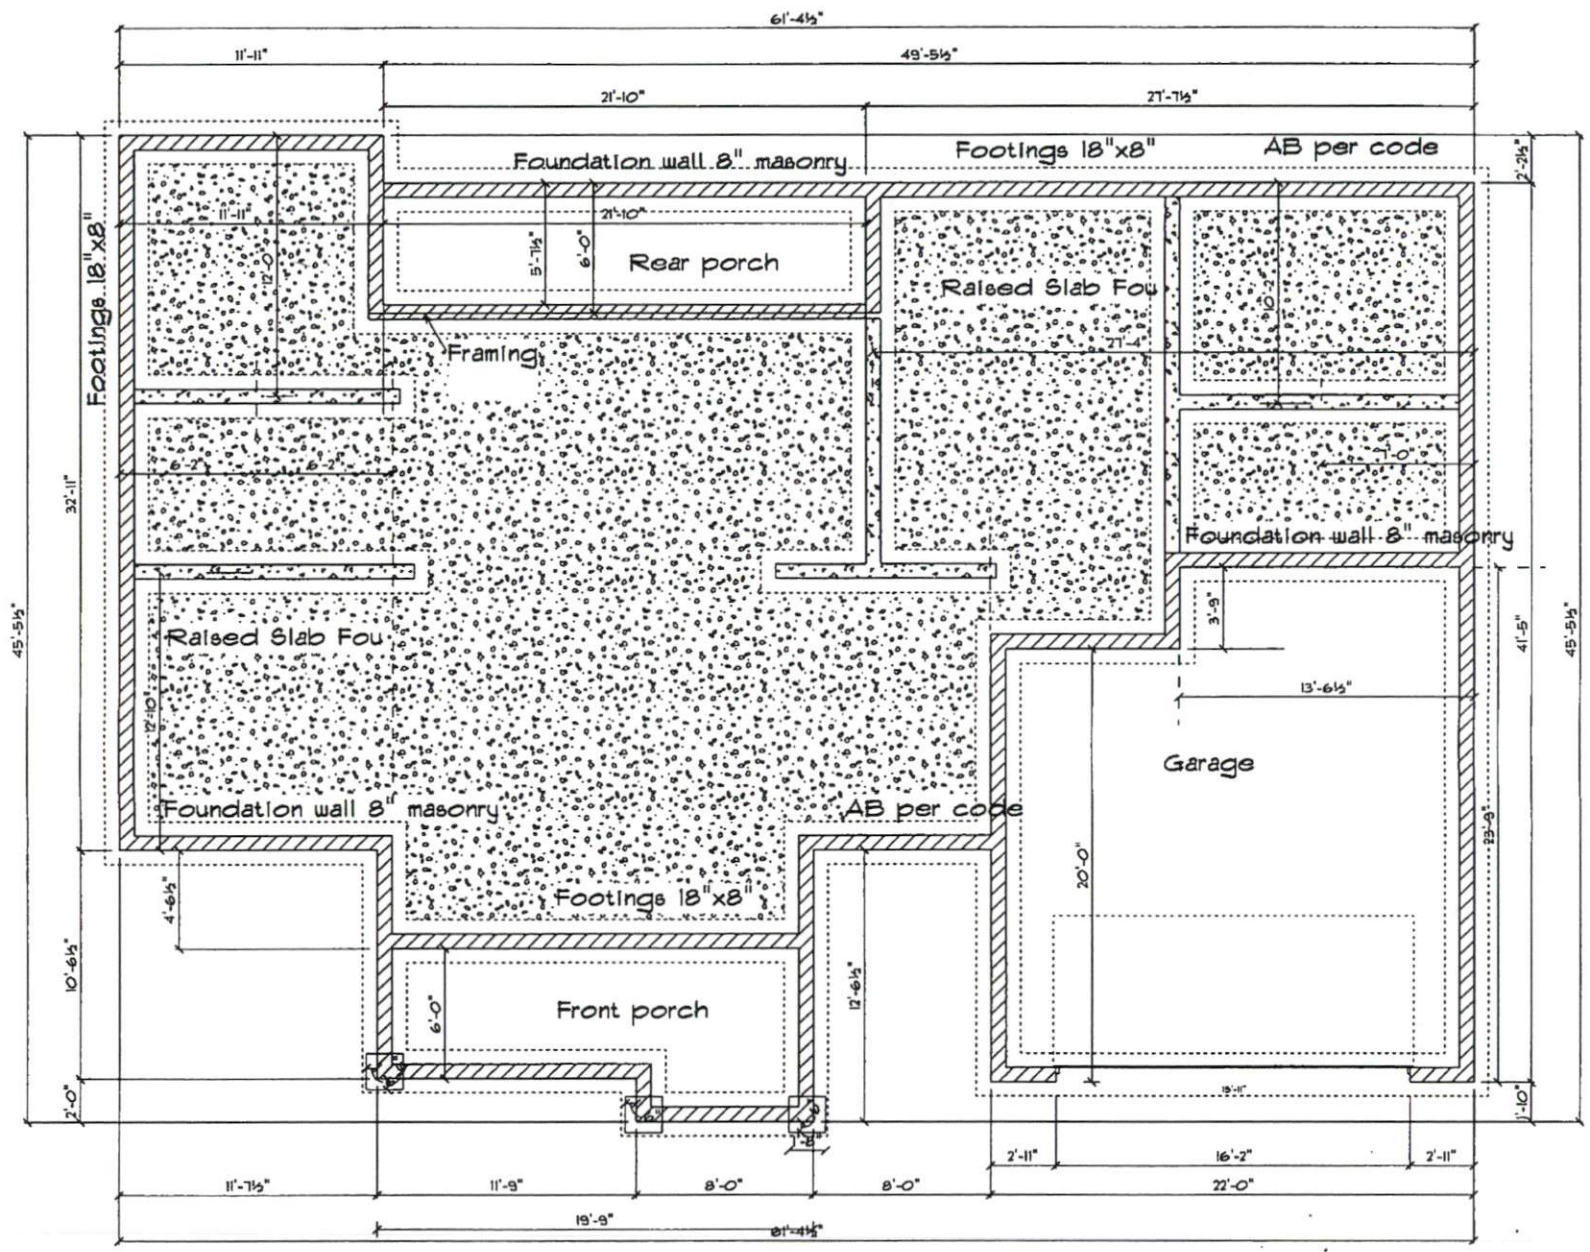 61'-4½"
11'-11"
49'-5½"
21'-10"
27'-7½"
Foundation wall 8" masonry
Footings 18"x8"
AB per code
2'-2½"
Footings 18"x8"
11'-11"
21'-10"
12'-0"
5'-7½"
6'-0"
Rear porch
Raised Slab Fou
10'-2"
Framing
27'-4"
6'-2"
6'-2"
32'-11"
45'-5½"
Foundation wall 8" masonry
3'-9"
41'-5"
45'-5½"
Raised Slab Fou
13'-6½"
12'-10"
Garage
Foundation wall 8" masonry
AB per code
23'-9"
20'-0"
Footings 18"x8"
4'-6½"
10'-6½"
6'-0"
Front porch
12'-6½"
2'-0"
1'-10"
2'-11"
16'-2"
2'-11"
11'-7½"
11'-9"
8'-0"
8'-0"
22'-0"
19'-9"
61'-4½"